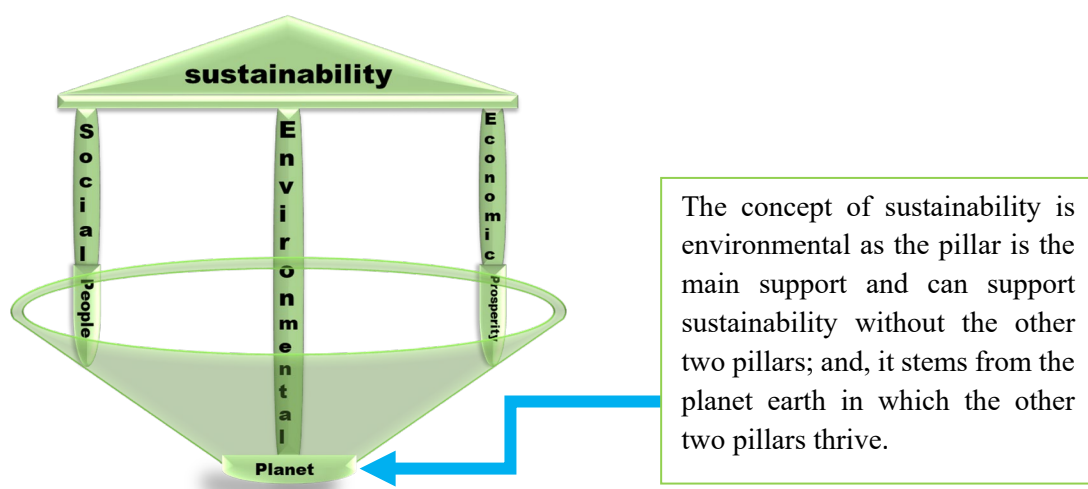 sustainability
Social
Environmental
Economic
People
Prosperity
Planet
The concept of sustainability is
environmental as the pillar is the
main support and can support
sustainability without the other
two pillars; and, it stems from the
planet earth in which the other
two pillars thrive.